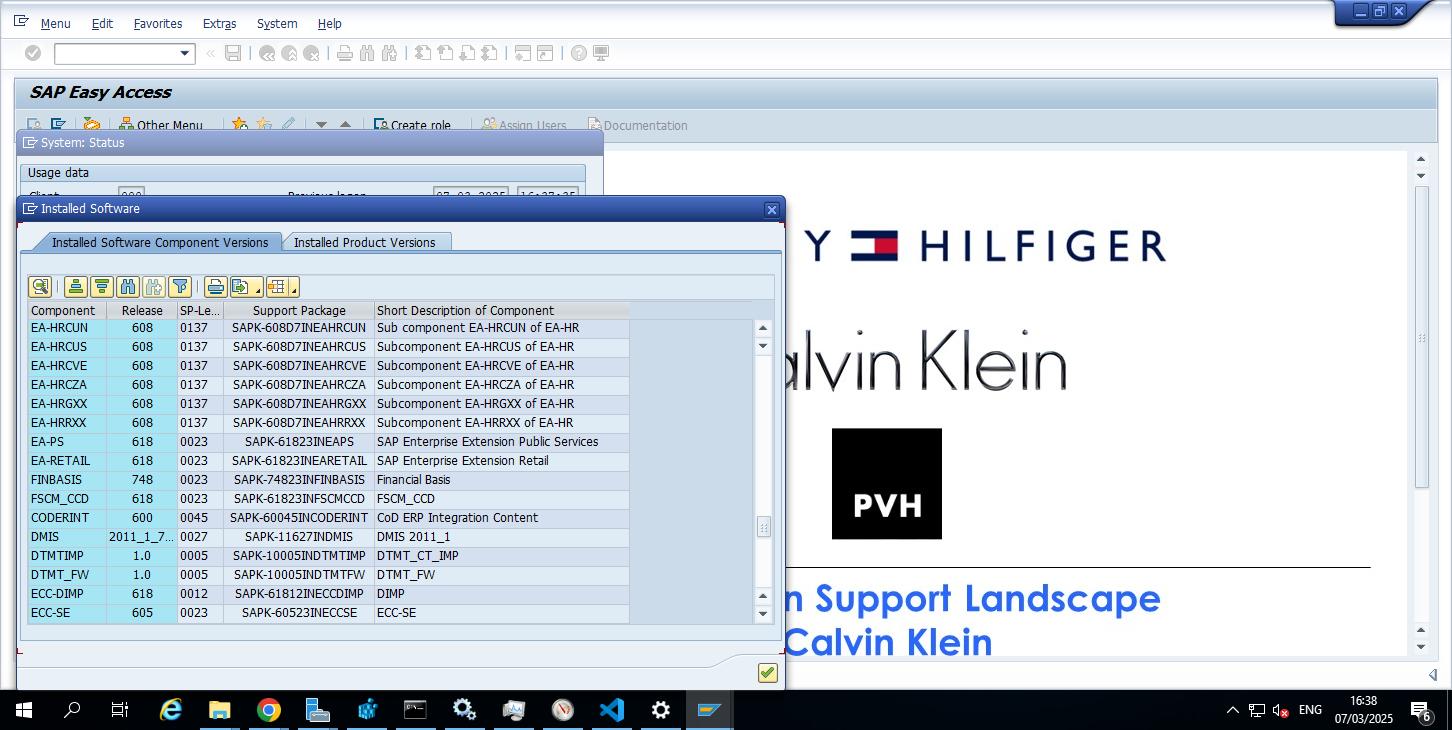 Menu Edit Favorites Extras System Help
SAP Easy Access
Other Menu Create role Assign Users Documentation
System: Status
Usage data
Installed Software
Installed Software Component Versions Installed Product Versions
Component Release SP-Le... Support Package Short Description of Component
EA-HRCUN 608 0137 SAPK-608D7INEAHRCUN Sub component EA-HRCUN of EA-HR
EA-HRCUS 608 0137 SAPK-608D7INEAHRCUS Subcomponent EA-HRCUS of EA-HR
EA-HRCVE 608 0137 SAPK-608D7INEAHRCVE Subcomponent EA-HRCVE of EA-HR
EA-HRCZA 608 0137 SAPK-608D7INEAHRCZA Subcomponent EA-HRCZA of EA-HR
EA-HRGXX 608 0137 SAPK-608D7INEAHRGXX Subcomponent EA-HRGXX of EA-HR
EA-HRRXX 608 0137 SAPK-608D7INEAHRRXX Subcomponent EA-HRRXX of EA-HR
EA-PS 618 0023 SAPK-61823INEAPS SAP Enterprise Extension Public Services
EA-RETAIL 618 0023 SAPK-61823INEARETAIL SAP Enterprise Extension Retail
FINBASIS 748 0023 SAPK-74823INFINBASIS Financial Basis
FSCM_CCD 618 0023 SAPK-61823INFSCMCCD FSCM_CCD
CODERINT 600 0045 SAPK-60045INCODERINT CoD ERP Integration Content
DMIS 2011_1_7... 0027 SAPK-11627INDMIS DMIS 2011_1
DTMTIMP 1.0 0005 SAPK-10005INDTMTIMP DTMT_CT_IMP
DTMT_FW 1.0 0005 SAPK-10005INDTMTFW DTMT_FW
ECC-DIMP 618 0012 SAPK-61812INECCDIMP DIMP
ECC-SE 605 0023 SAPK-60523INECCSE ECC-SE
Y HILFIGER
alvin Klein
PVH
n Support Landscape
Calvin Klein
ENG
16:38
07/03/2025
6